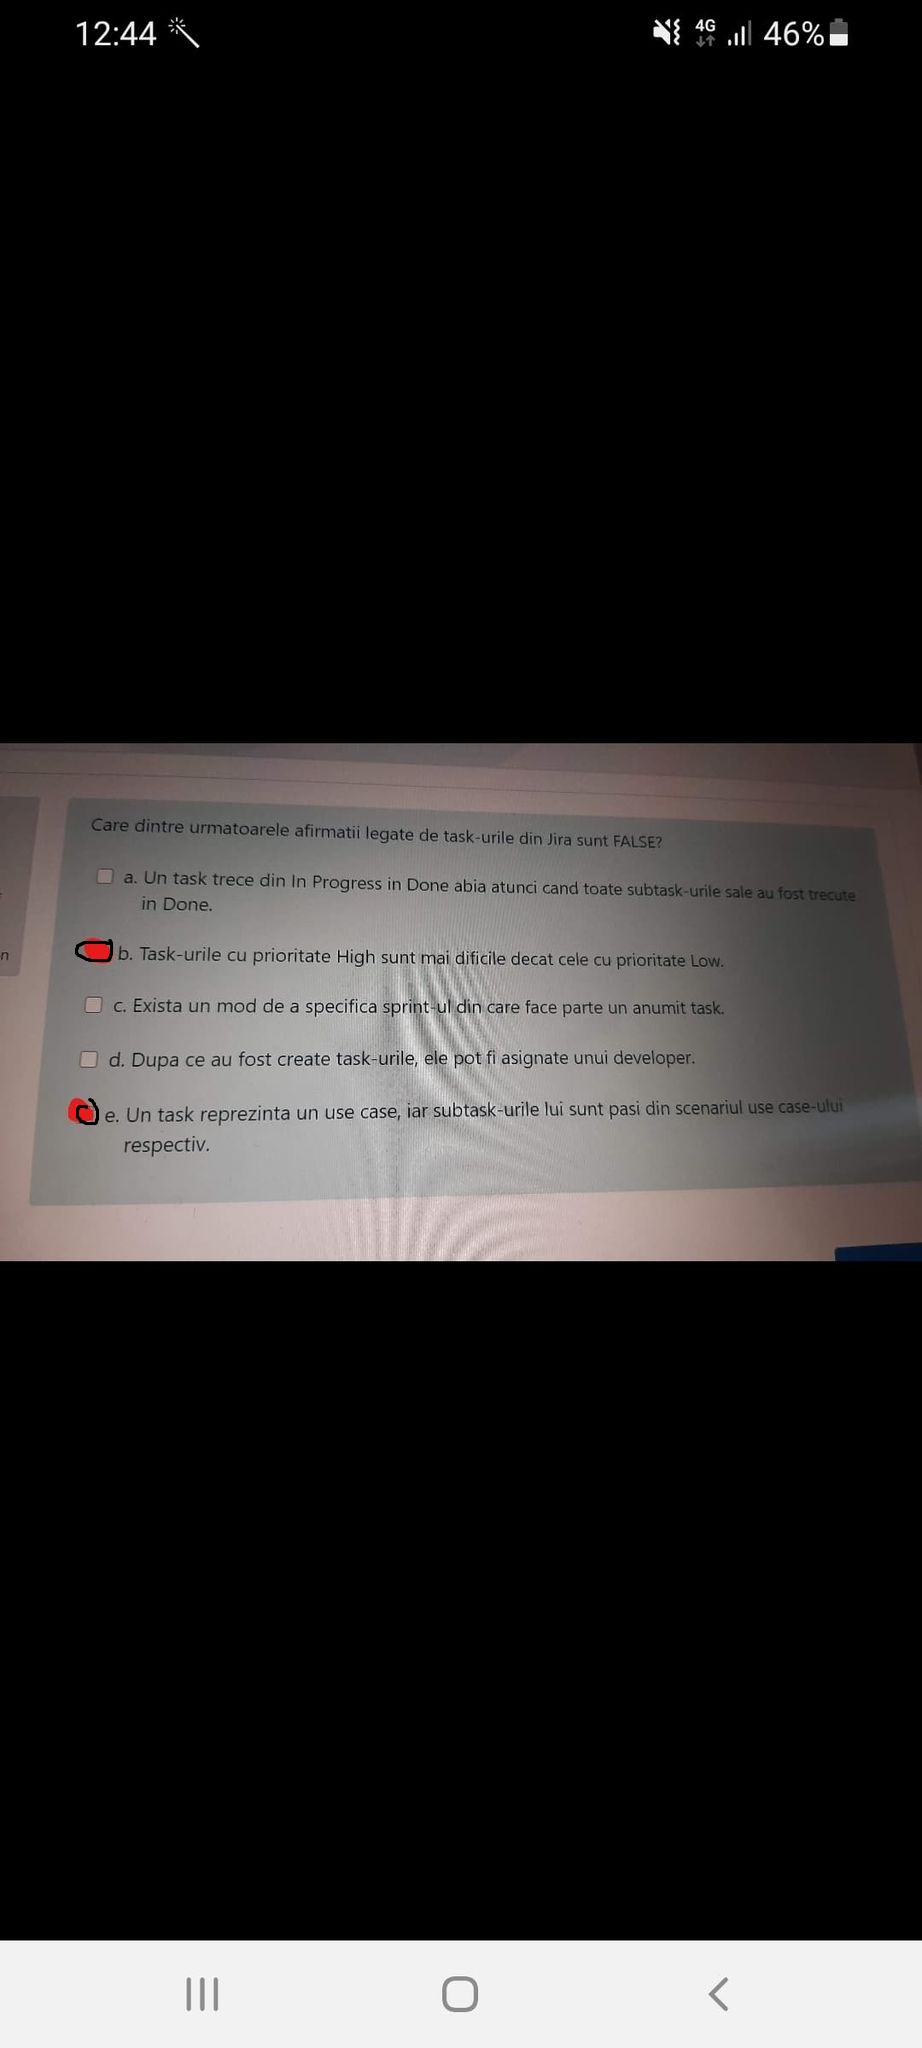 12:44
4G
46%
Care dintre urmatoarele afirmatii legate de task-urile din Jira sunt FALSE?
a. Un task trece din In Progress in Done abia atunci cand toate subtask-urile sale au fost trecute
in Done.
n
b. Task-urile cu prioritate High sunt mai dificile decat cele cu prioritate Low.
c. Exista un mod de a specifica sprint-ul din care face parte un anumit task.
d. Dupa ce au fost create task-urile, ele pot fi asignate unui developer.
e. Un task reprezinta un use case, iar subtask-urile lui sunt pasi din scenariul use case-ului
respectiv.